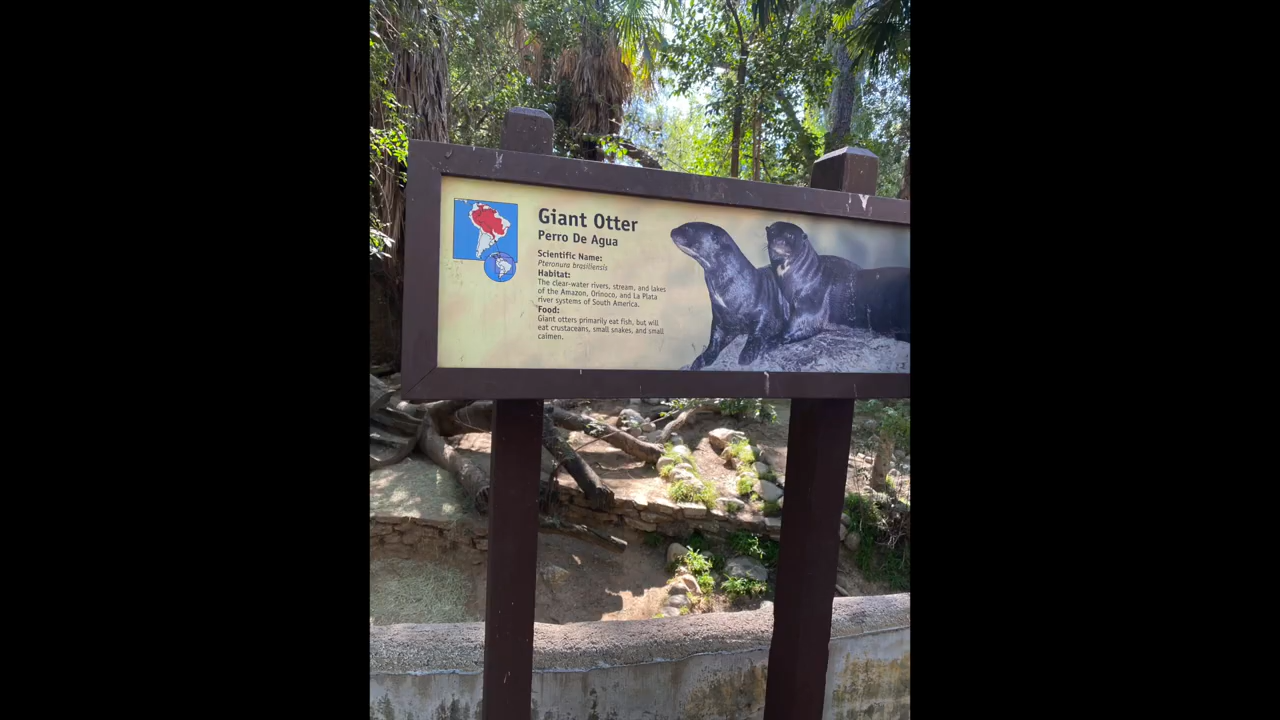 Giant Otter
Perro De Agua
Scientific Name:
Pteronura brasiliensis
Habitat:
The clear-water rivers, stream, and lakes
of the Amazon, Orinoco, and La Plata
river systems of South America.
Food:
Giant otters primarily eat fish, but will
eat crustaceans, small snakes, and small
caimen.